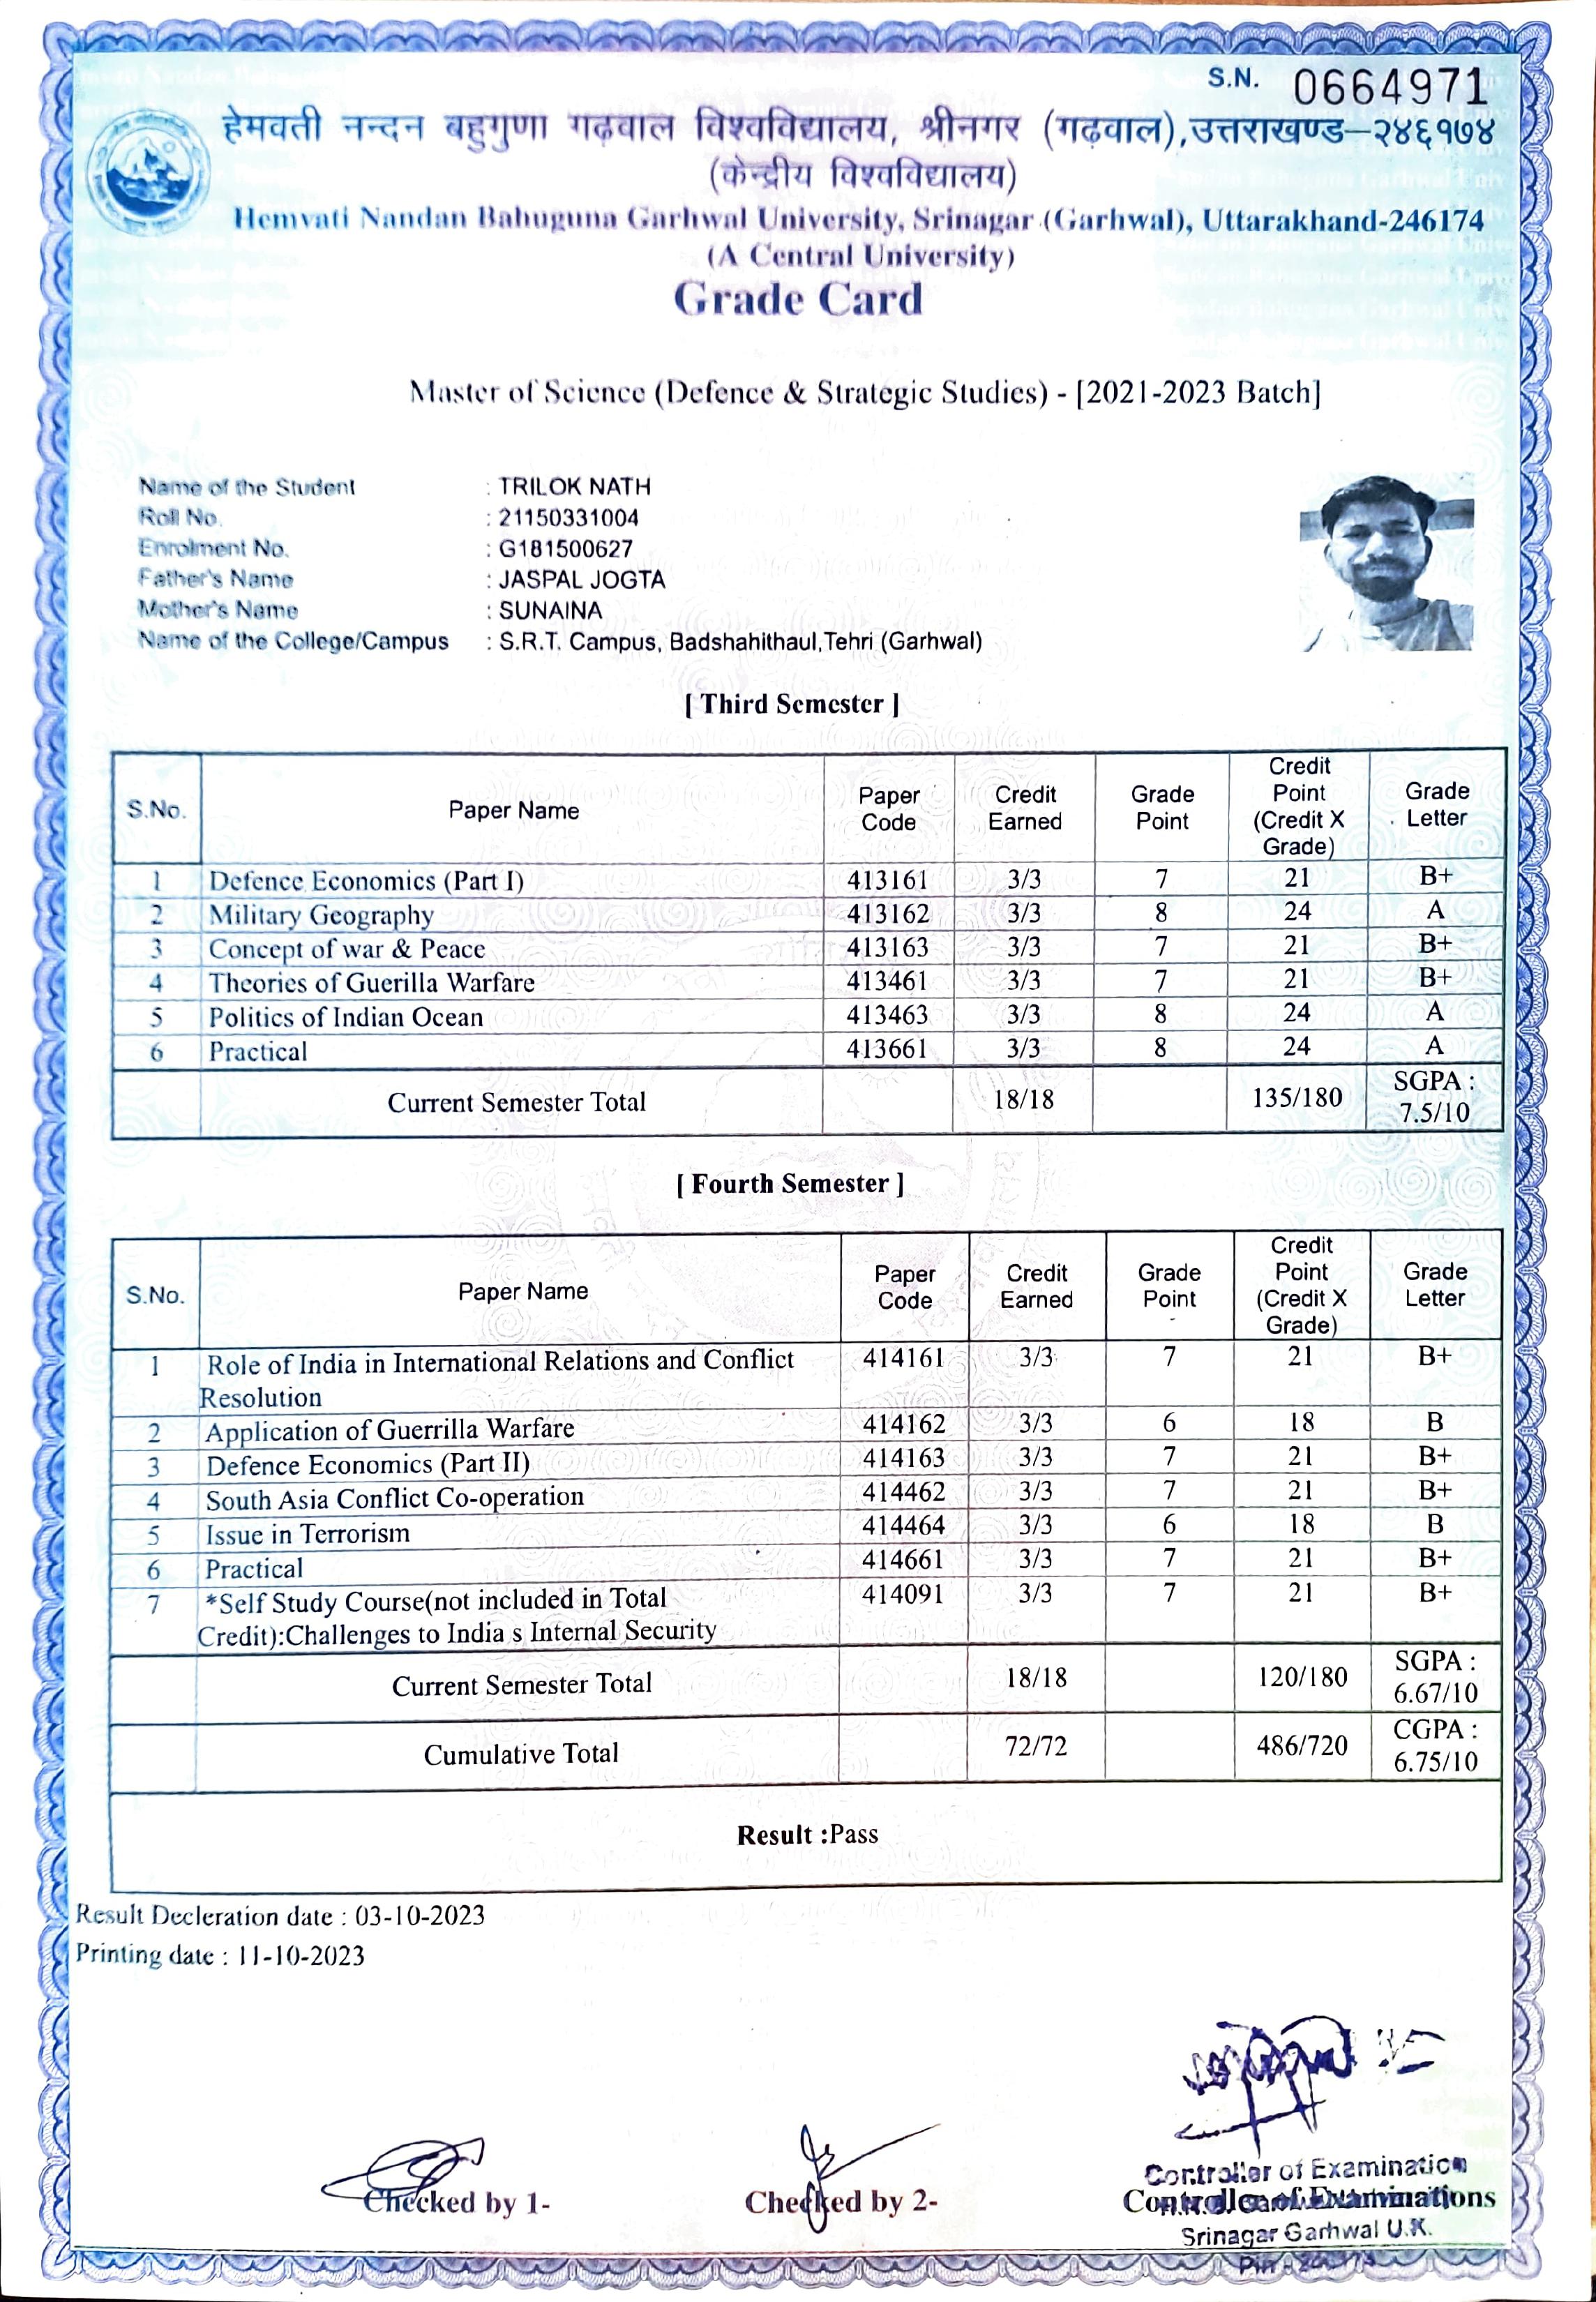 S.N. 0664971
हेमवती नन्दन बहुगुणा गढ़वाल विश्वविद्यालय, श्रीनगर (गढ़वाल),उत्तराखण्ड–२४६१७४
(केन्द्रीय विश्वविद्यालय)
Hemvati Nandan Bahuguna Garhwal University, Srinagar (Garhwal), Uttarakhand-246174
(A Central University)
Grade Card
Master of Science (Defence & Strategic Studies) - [2021-2023 Batch]
Name of the Student : TRILOK NATH
Roll No. : 21150331004
Enrolment No. : G181500627
Father's Name : JASPAL JOGTA
Mother's Name : SUNAINA
Name of the College/Campus : S.R.T. Campus, Badshahithaul,Tehri (Garhwal)
[ Third Semester ]
S.No. Paper Name Paper Code Credit Earned Grade Point Credit Point (Credit X Grade) Grade Letter
1 Defence Economics (Part I) 413161 3/3 7 21 B+
2 Military Geography 413162 3/3 8 24 A
3 Concept of war & Peace 413163 3/3 7 21 B+
4 Theories of Guerilla Warfare 413461 3/3 7 21 B+
5 Politics of Indian Ocean 413463 3/3 8 24 A
6 Practical 413661 3/3 8 24 A
Current Semester Total 18/18 135/180 SGPA : 7.5/10
[ Fourth Semester ]
S.No. Paper Name Paper Code Credit Earned Grade Point Credit Point (Credit X Grade) Grade Letter
1 Role of India in International Relations and Conflict 414161 3/3 7 21 B+
Resolution
2 Application of Guerrilla Warfare 414162 3/3 6 18 B
3 Defence Economics (Part II) 414163 3/3 7 21 B+
4 South Asia Conflict Co-operation 414462 3/3 7 21 B+
5 Issue in Terrorism 414464 3/3 6 18 B
6 Practical 414661 3/3 7 21 B+
7 *Self Study Course(not included in Total 414091 3/3 7 21 B+
Credit):Challenges to India s Internal Security
Current Semester Total 18/18 120/180 SGPA : 6.67/10
Cumulative Total 72/72 486/720 CGPA : 6.75/10
Result :Pass
Result Decleration date : 03-10-2023
Printing date : 11-10-2023
Controller of Examination
Checked by 1- Checked by 2- Controller of Examinations
Srinagar Garhwal U.K.